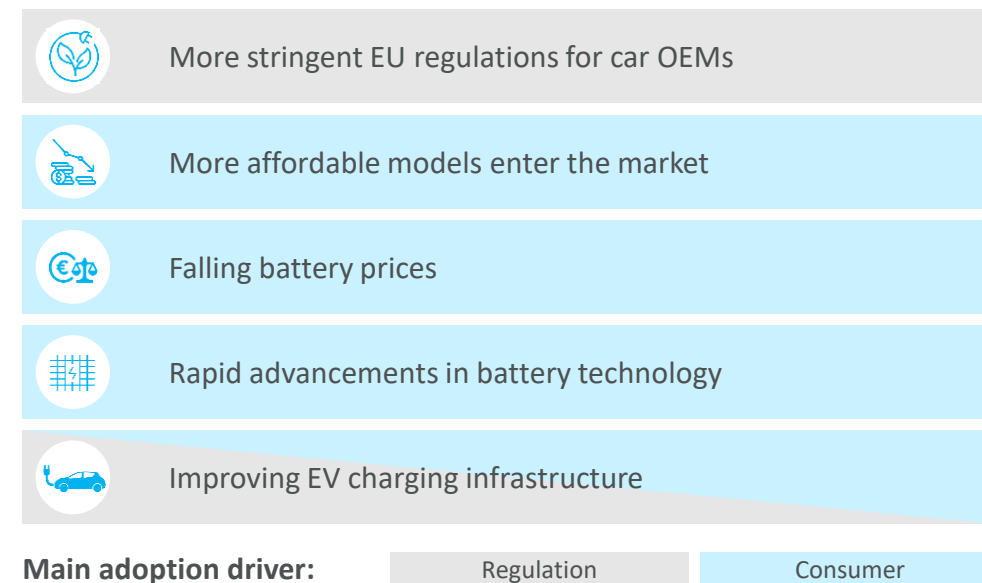 More stringent EU regulations for car OEMs
More affordable models enter the market
Falling battery prices
Rapid advancements in battery technology
Improving EV charging infrastructure
Main adoption driver: Regulation Consumer